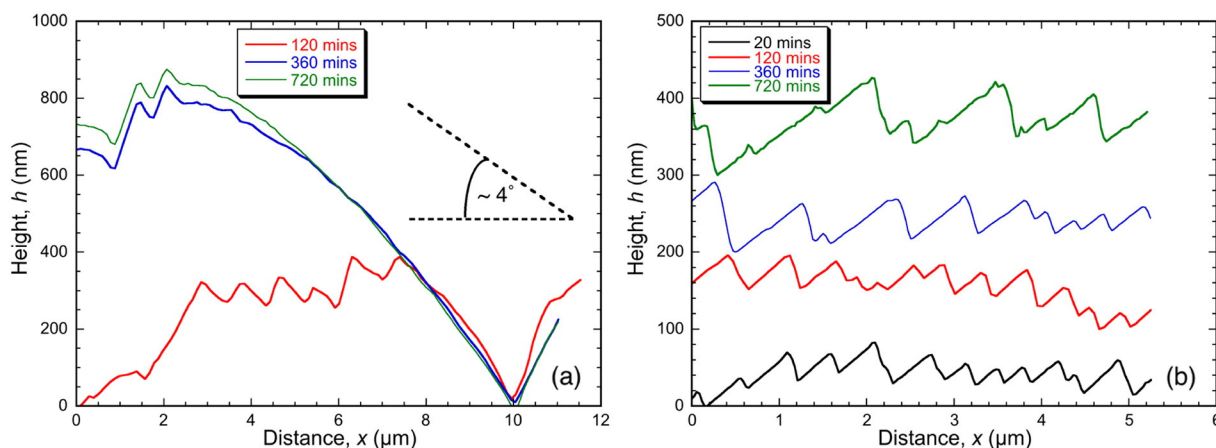 1000
800
600
400
200
0
Height, h (nm)
120 mins
360 mins
720 mins
~ 4°
(a)
0 2 4 6 8 10 12
Distance, x (μm)
500
400
300
200
100
0
Height, h (nm)
20 mins
120 mins
360 mins
720 mins
(b)
0 1 2 3 4 5 6
Distance, x (μm)